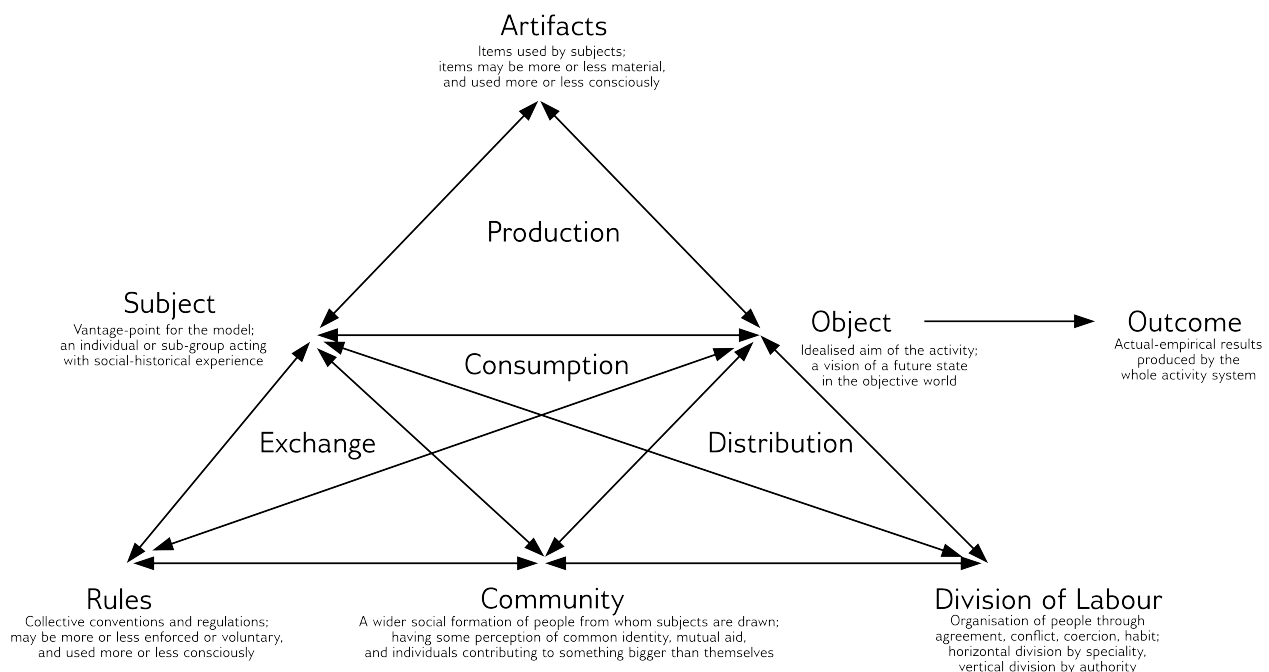 Artifacts
Items used by subjects;
items may be more or less material,
and used more or less consciously
Production
Subject
Vantage-point for the model;
an individual or sub-group acting
with social-historical experience
Object
Idealised aim of the activity;
a vision of a future state
in the objective world
Outcome
Actual-empirical results
produced by the
whole activity system
Consumption
Exchange
Distribution
Rules
Collective conventions and regulations;
may be more or less enforced or voluntary,
and used more or less consciously
Community
A wider social formation of people from whom subjects are drawn;
having some perception of common identity, mutual aid,
and individuals contributing to something bigger than themselves
Division of Labour
Organisation of people through
agreement, conflict, coercion, habit;
horizontal division by speciality,
vertical division by authority